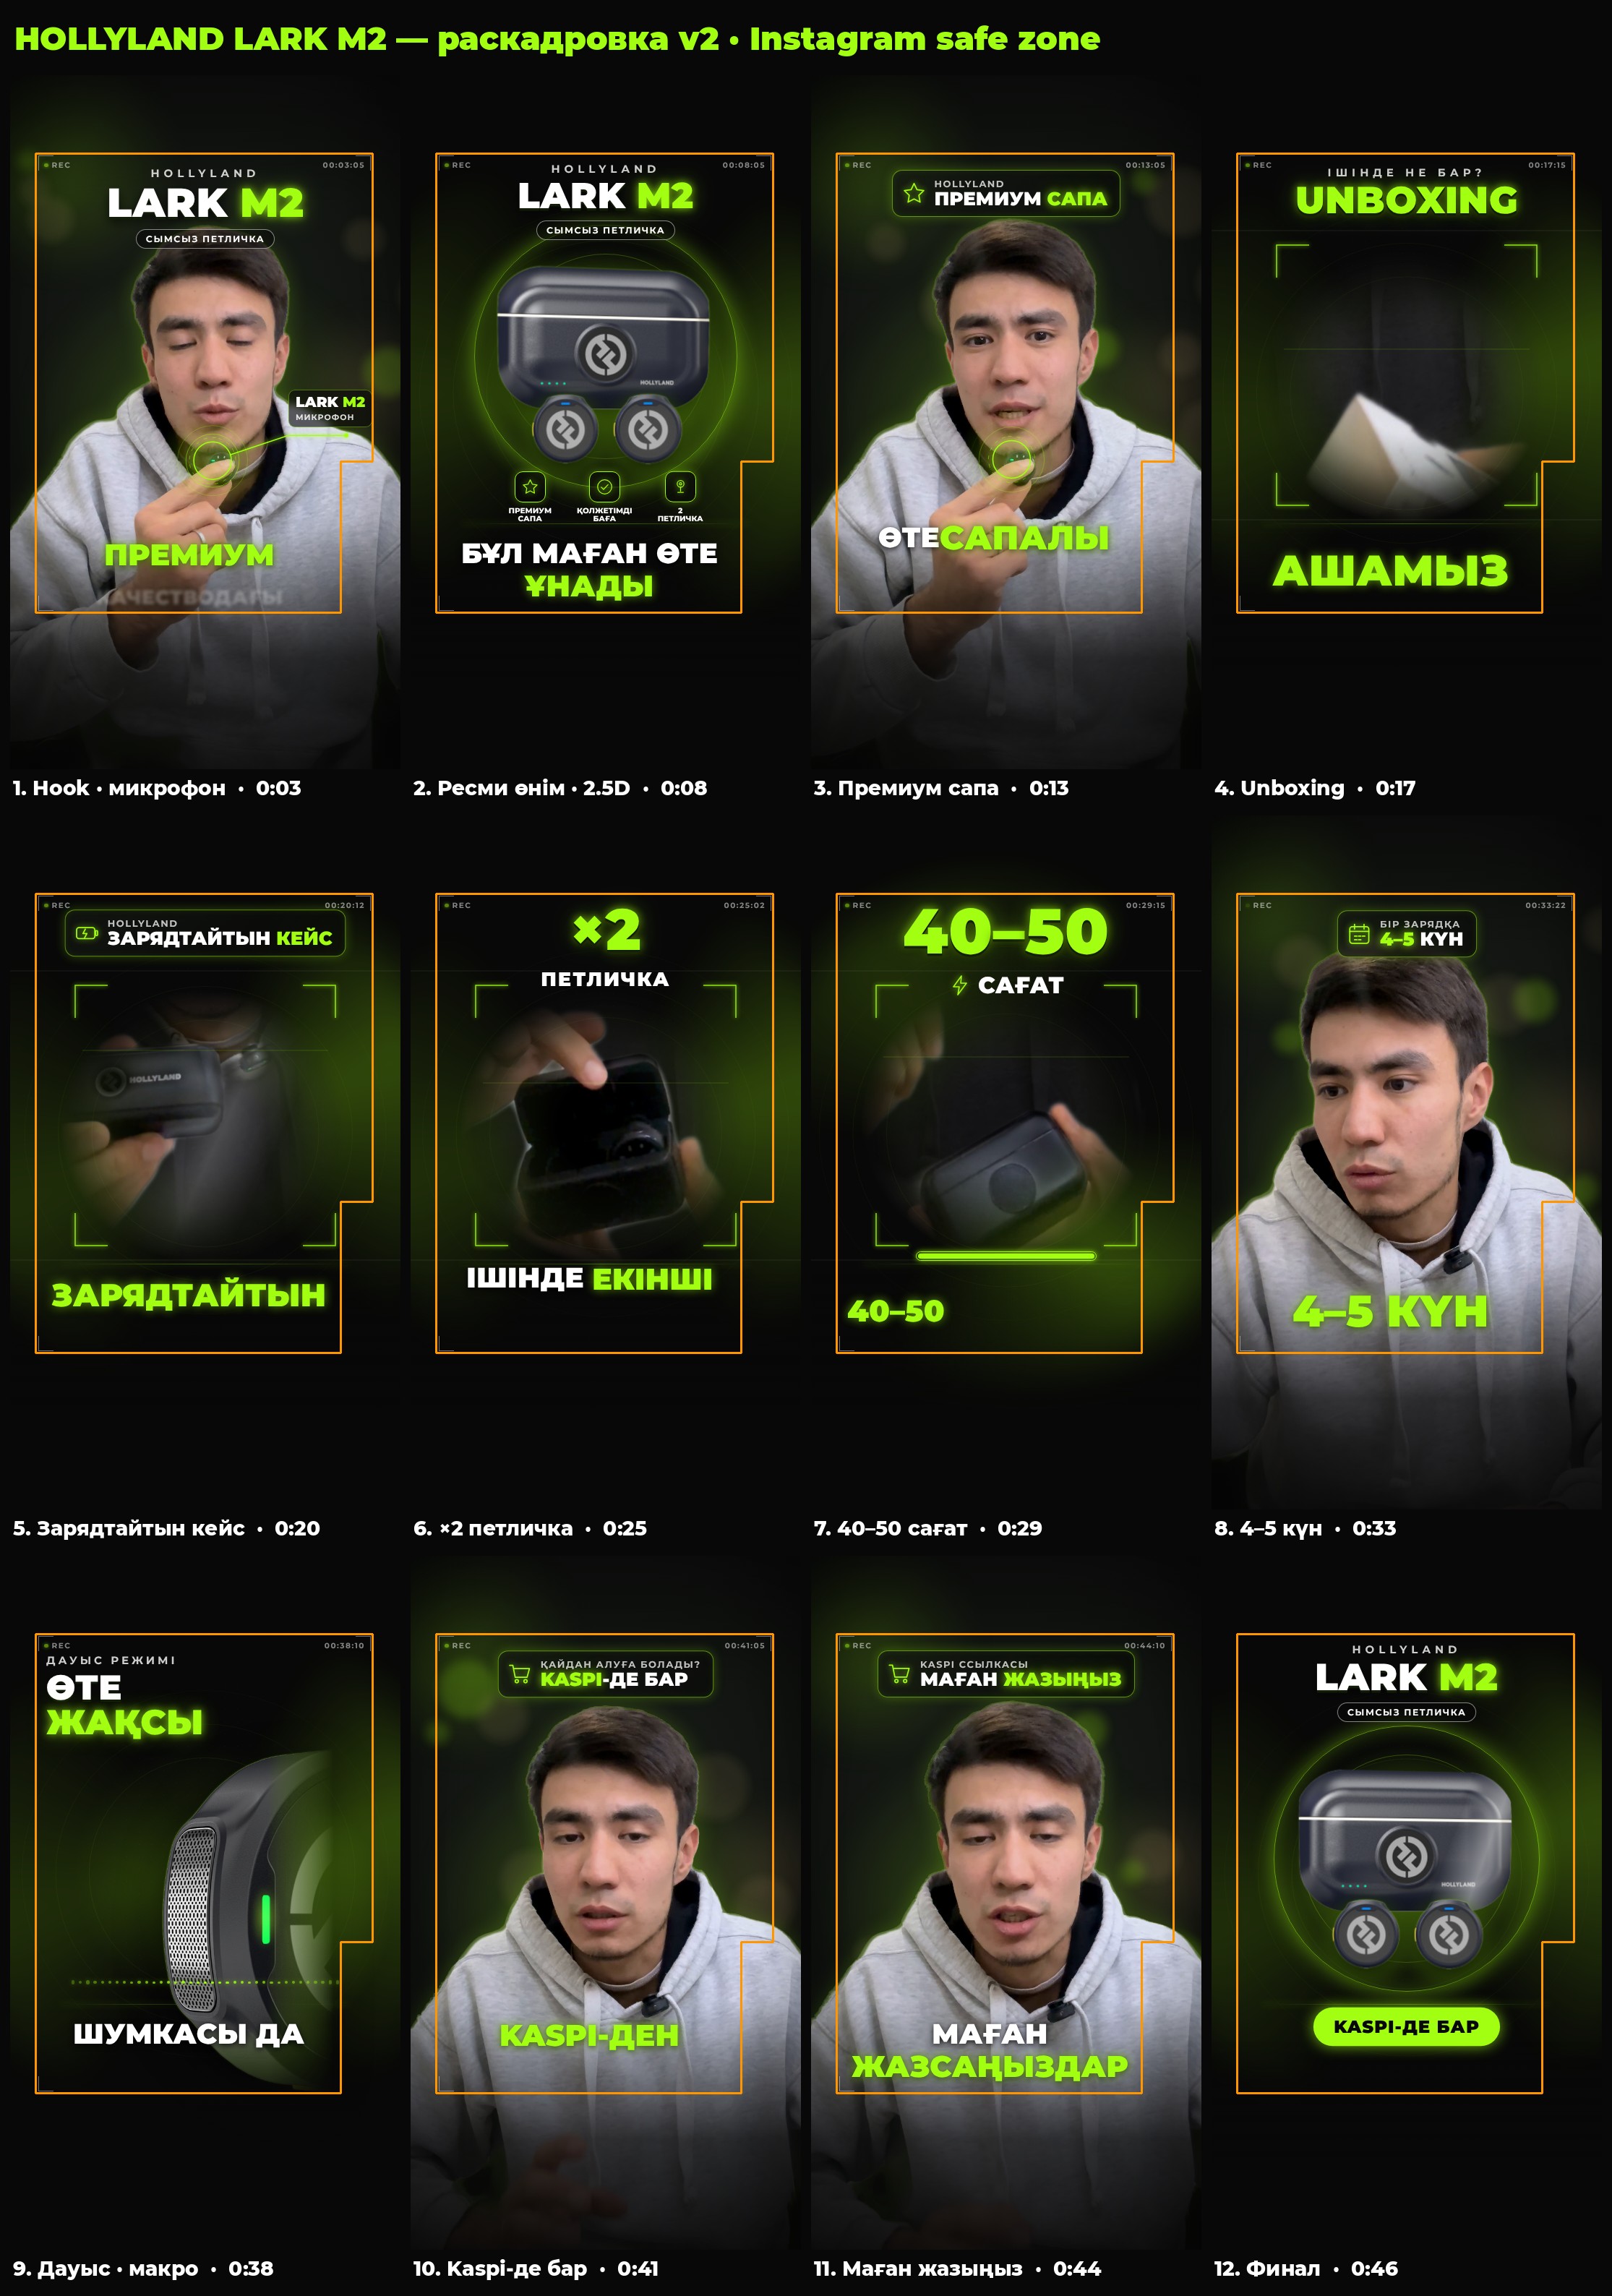 HOLLYLAND LARK M2 — раскадровка v2 • Instagram safe zone
REC
00:03:05
HOLLYLAND
LARK M2
СЫМСЫЗ ПЕТЛИЧКА
LARK M2
МИКРОФОН
ПРЕМИУМ
КАЧЕСТВОДАҒЫ
1. Hook • микрофон • 0:03
REC
00:08:05
HOLLYLAND
LARK M2
СЫМСЫЗ ПЕТЛИЧКА
HOLLYLAND
ПРЕМИУМ САПА
ҚОЛЖЕТІМДІ БАҒА
2 ПЕТЛИЧКА
БҰЛ МАҒАН ӨТЕ
ҰНАДЫ
2. Ресми өнім • 2.5D • 0:08
REC
00:13:05
HOLLYLAND
ПРЕМИУМ САПА
ӨТЕ САПАЛЫ
3. Премиум сапа • 0:13
REC
00:17:15
ІШІНДЕ НЕ БАР?
UNBOXING
АШАМЫЗ
4. Unboxing • 0:17
REC
00:20:12
HOLLYLAND
ЗАРЯДТАЙТЫН КЕЙС
HOLLYLAND
ЗАРЯДТАЙТЫН
5. Зарядтайтын кейс • 0:20
REC
00:25:02
×2
ПЕТЛИЧКА
ІШІНДЕ ЕКІНШІ
6. ×2 петличка • 0:25
REC
00:29:15
40–50
САҒАТ
40–50
7. 40–50 сағат • 0:29
REC
00:33:22
БІР ЗАРЯДҚА
4–5 КҮН
4–5 КҮН
8. 4–5 күн • 0:33
REC
00:38:10
ДАУЫС РЕЖИМІ
ӨТЕ
ЖАҚСЫ
ШУМКАСЫ ДА
9. Дауыс • макро • 0:38
REC
00:41:05
ҚАЙДАН АЛУҒА БОЛАДЫ?
KASPI-ДЕ БАР
KASPI-ДЕН
10. Kaspi-де бар • 0:41
REC
00:44:10
KASPI ССЫЛКАСЫ
МАҒАН ЖАЗЫҢЫЗ
МАҒАН
ЖАЗСАҢЫЗДАР
11. Маған жазыңыз • 0:44
HOLLYLAND
LARK M2
СЫМСЫЗ ПЕТЛИЧКА
HOLLYLAND
KASPI-ДЕ БАР
12. Финал • 0:46